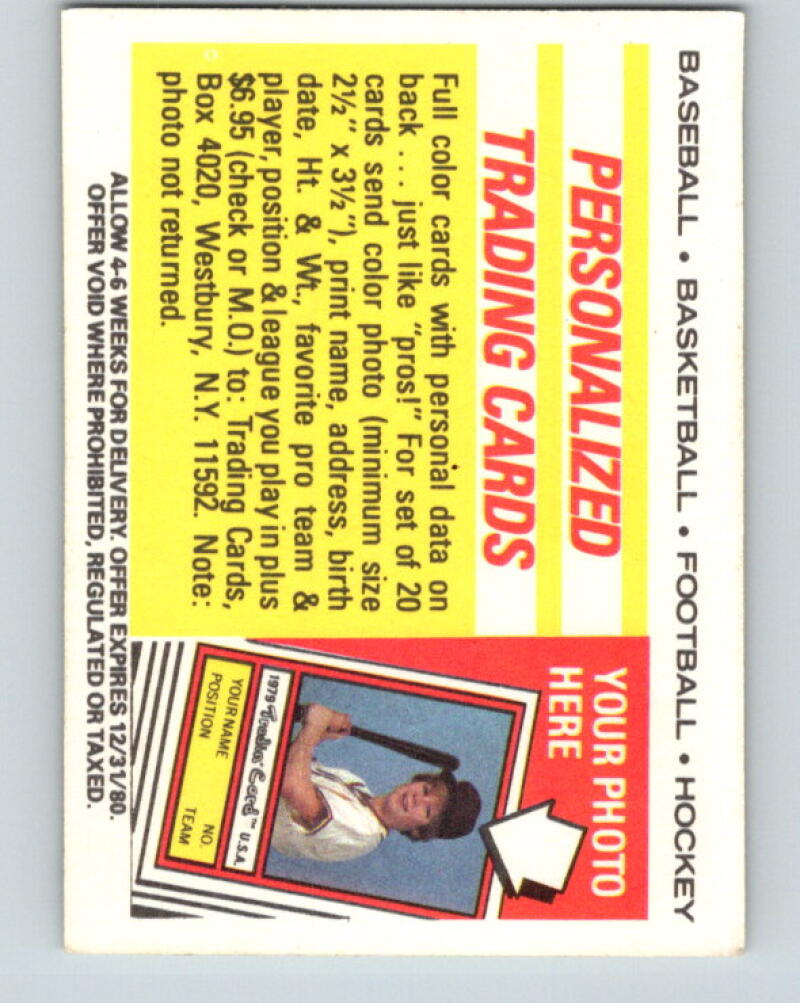 BASEBALL • BASKETBALL • FOOTBALL • HOCKEY
PERSONALIZED
TRADING CARDS
Full color cards with personal data on
back . . . just like "pros!" For set of 20
cards send color photo (minimum size
2½" x 3½"), print name, address, birth
date, Ht. & Wt., favorite pro team &
player, position & league you play in plus
$6.95 (check or M.O.) to: Trading Cards,
Box 4020, Westbury, N.Y. 11592. Note:
photo not returned.
YOUR PHOTO
HERE
1979 Trader Card™ U.S.A.
YOUR NAME NO.
POSITION TEAM
ALLOW 4-6 WEEKS FOR DELIVERY. OFFER EXPIRES 12/31/80.
OFFER VOID WHERE PROHIBITED, REGULATED OR TAXED.